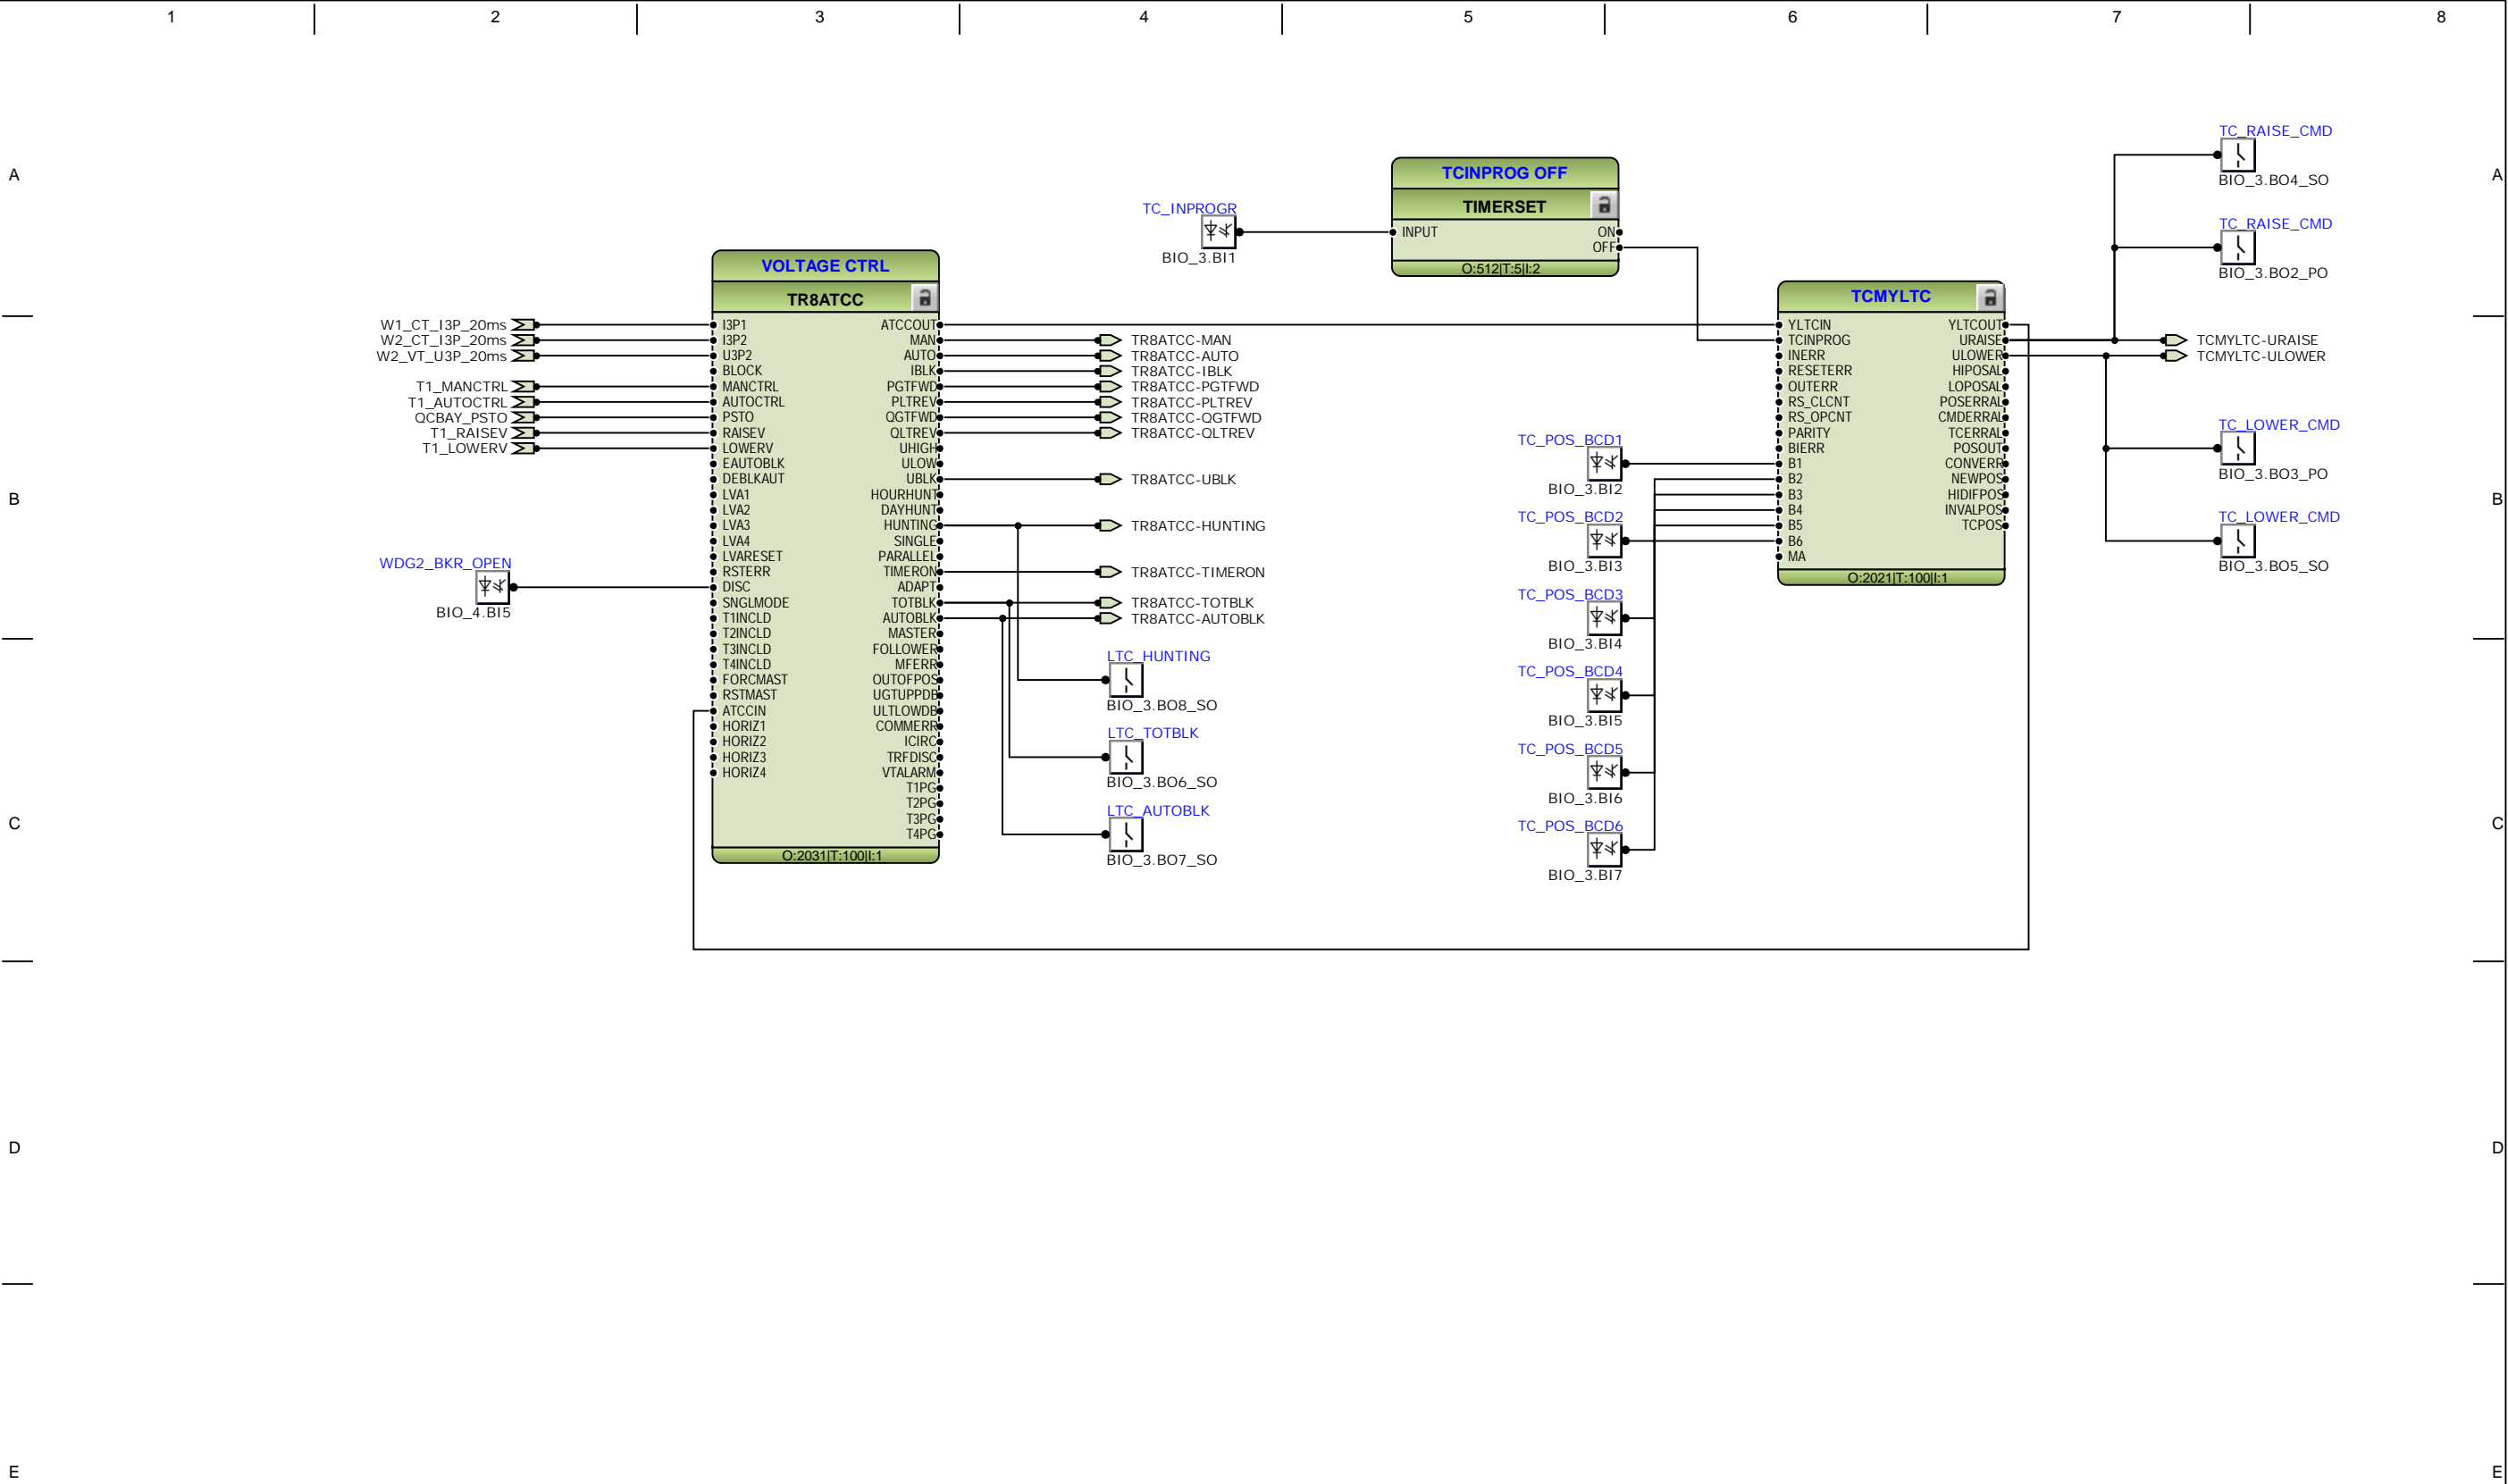 1 2 3 4 5 6 7 8
A
A
B
B
C
C
D
D
E
E
W1_CT_I3P_20ms
W2_CT_I3P_20ms
W2_VT_U3P_20ms
T1_MANCTRL
T1_AUTOCTRL
QCBAY_PSTO
T1_RAISEV
T1_LOWERV
WDG2_BKR_OPEN
BIO_4.BI5
VOLTAGE CTRL
TR8ATCC
I3P1 ATCCOUT
I3P2 MAN
U3P2 AUTO
BLOCK IBLK
MANCTRL PGTFWD
AUTOCTRL PLTREV
PSTO QGTFWD
RAISEV QLTREV
LOWERV UHIGH
EAUTOBLK ULOW
DEBLKAUT UBLK
LVA1 HOURHUNT
LVA2 DAYHUNT
LVA3 HUNTING
LVA4 SINGLE
LVARESET PARALLEL
RSTERR TIMERON
DISC ADAPT
SNGLMODE TOTBLK
T1INCLD AUTOBLK
T2INCLD MASTER
T3INCLD FOLLOWER
T4INCLD MFERR
FORCMAST OUTOFPOS
RSTMAST UGTUPPDB
ATCCIN ULTLOWDB
HORIZ1 COMMERR
HORIZ2 ICIRC
HORIZ3 TRFDISC
HORIZ4 VTALARM
T1PG
T2PG
T3PG
T4PG
O:2031|T:100|I:1
TR8ATCC-MAN
TR8ATCC-AUTO
TR8ATCC-IBLK
TR8ATCC-PGTFWD
TR8ATCC-PLTREV
TR8ATCC-QGTFWD
TR8ATCC-QLTREV
TR8ATCC-UBLK
TR8ATCC-HUNTING
TR8ATCC-TIMERON
TR8ATCC-TOTBLK
TR8ATCC-AUTOBLK
LTC_HUNTING
BIO_3.BO8_SO
LTC_TOTBLK
BIO_3.BO6_SO
LTC_AUTOBLK
BIO_3.BO7_SO
TC_INPROGR
BIO_3.BI1
TCINPROG OFF
TIMERSET
INPUT ON
OFF
O:512|T:5|I:2
TC_POS_BCD1
BIO_3.BI2
TC_POS_BCD2
BIO_3.BI3
TC_POS_BCD3
BIO_3.BI4
TC_POS_BCD4
BIO_3.BI5
TC_POS_BCD5
BIO_3.BI6
TC_POS_BCD6
BIO_3.BI7
TCMYLTC
YLTCIN YLTCOUT
TCINPROG URAISE
INERR ULOWER
RESETERR HIPOSAL
OUTERR LOPOSAL
RS_CLCNT POSERRAL
RS_OPCNT CMDERRAL
PARITY TCERRAL
BIERR POSOUT
B1 CONVERR
B2 NEWPOS
B3 HIDIFPOS
B4 INVALPOS
B5 TCPOS
B6
MA
O:2021|T:100|I:1
TC_RAISE_CMD
BIO_3.BO4_SO
TC_RAISE_CMD
BIO_3.BO2_PO
TCMYLTC-URAISE
TCMYLTC-ULOWER
TC_LOWER_CMD
BIO_3.BO3_PO
TC_LOWER_CMD
BIO_3.BO5_SO